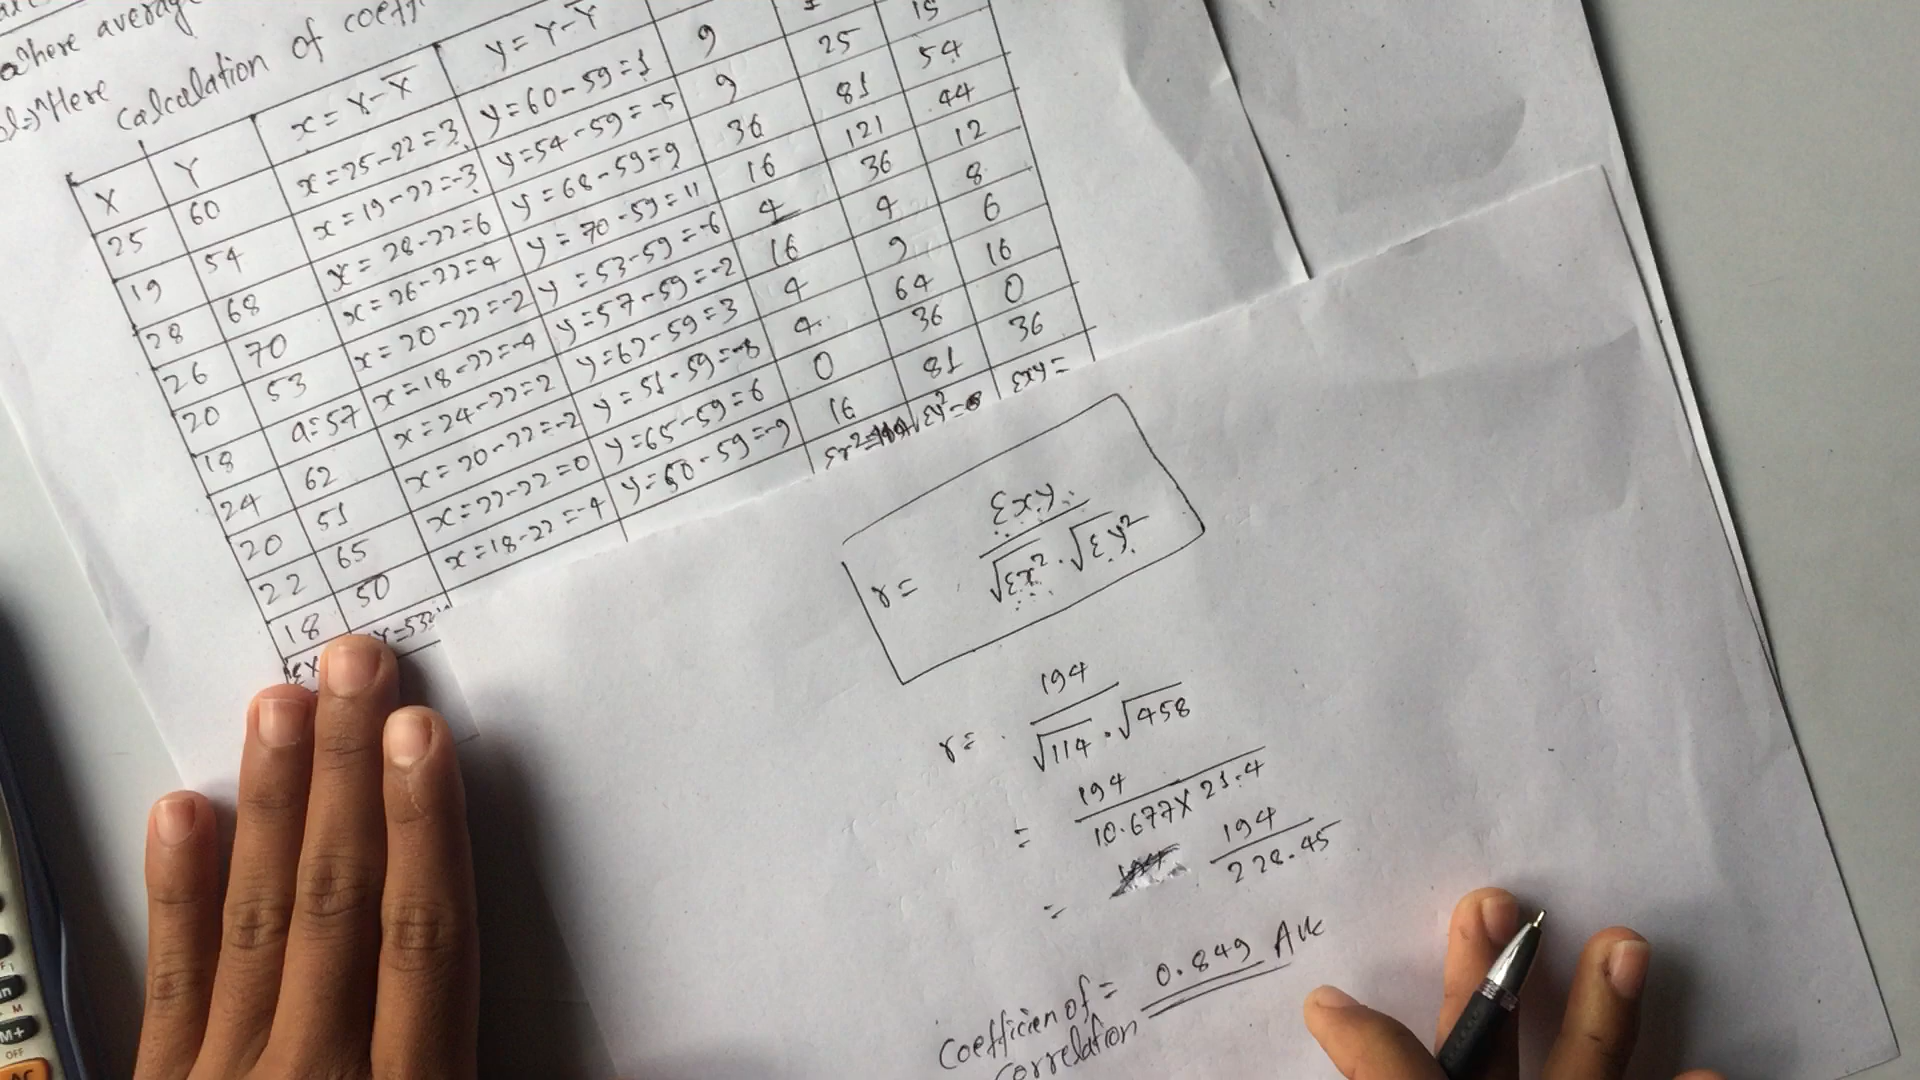 where average
Here
Calculation of coeff
X Y x = X-X̅ y = Y-Y̅
25 60 x = 25-22=3 y=60-59=1 9
19 54 x = 19-22=-3 y=54-59=-5 9 25 15
28 68 x = 28-22=6 y=68-59=9 36 81 54
26 70 x=26-22=4 y=70-59=11 16 121 44
20 53 x=20-22=-2 y=53-59=-6 4 36 12
18 a=57 x=18-22=-4 y=57-59=-2 16 4 8
24 62 x=24-22=2 y=62-59=3 4 9 6
20 51 x=20-22=-2 y=51-59=-8 4 64 16
22 65 x=22-22=0 y=65-59=6 0 36 0
18 50 x=18-22=-4 y=50-59=-9 16 81 36
ΣX Σy²= Σxy=
r= Σxy / √Σx² . √Σy²
r= 194 / √114 . √458
= 194 / 10.677 X 21.4
= 194 / 228.45
Coefficien of = 0.849 Ans
Correlation
M+
OFF
AC